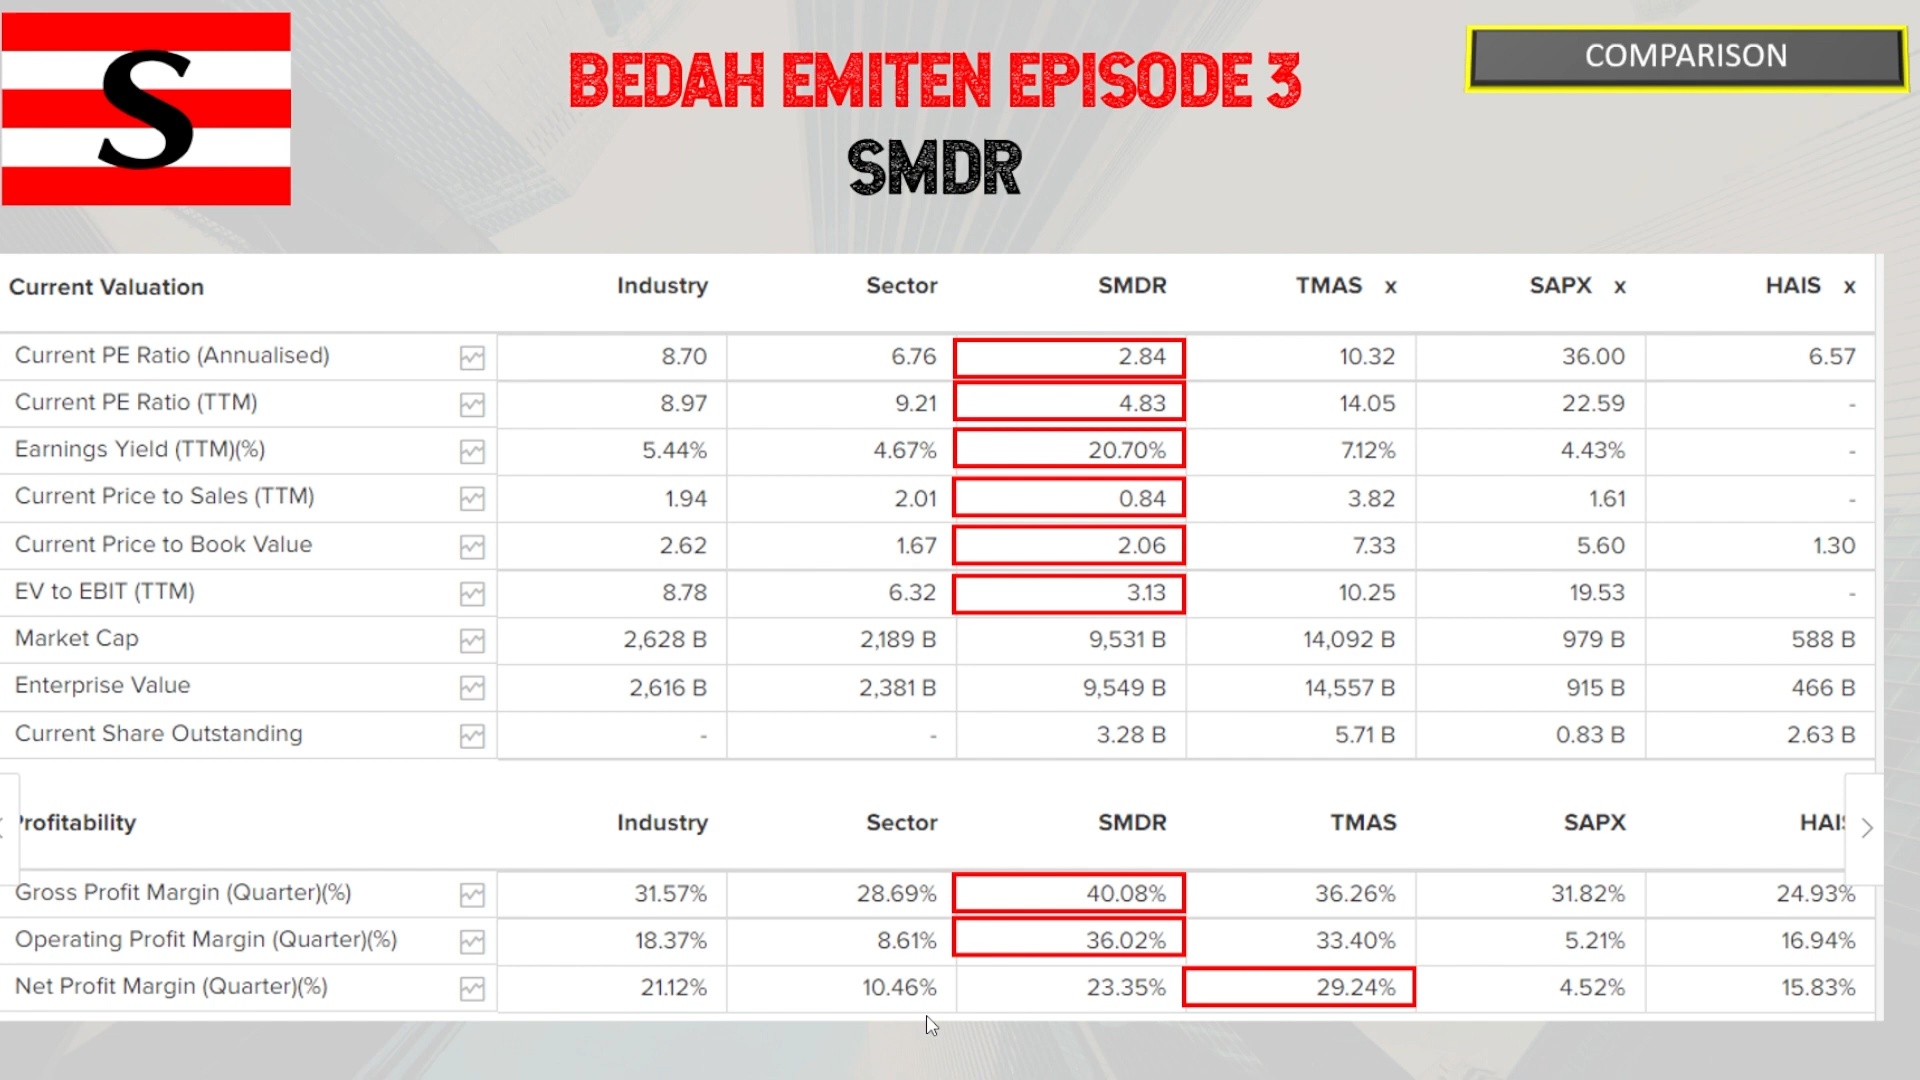 S
BEDAH EMITEN EPISODE 3
SMDR
COMPARISON
Current Valuation Industry Sector SMDR TMAS x SAPX x HAIS x
Current PE Ratio (Annualised) 8.70 6.76 2.84 10.32 36.00 6.57
Current PE Ratio (TTM) 8.97 9.21 4.83 14.05 22.59 -
Earnings Yield (TTM)(%) 5.44% 4.67% 20.70% 7.12% 4.43% -
Current Price to Sales (TTM) 1.94 2.01 0.84 3.82 1.61 -
Current Price to Book Value 2.62 1.67 2.06 7.33 5.60 1.30
EV to EBIT (TTM) 8.78 6.32 3.13 10.25 19.53 -
Market Cap 2,628 B 2,189 B 9,531 B 14,092 B 979 B 588 B
Enterprise Value 2,616 B 2,381 B 9,549 B 14,557 B 915 B 466 B
Current Share Outstanding - - 3.28 B 5.71 B 0.83 B 2.63 B
Profitability Industry Sector SMDR TMAS SAPX HAIS
Gross Profit Margin (Quarter)(%) 31.57% 28.69% 40.08% 36.26% 31.82% 24.93%
Operating Profit Margin (Quarter)(%) 18.37% 8.61% 36.02% 33.40% 5.21% 16.94%
Net Profit Margin (Quarter)(%) 21.12% 10.46% 23.35% 29.24% 4.52% 15.83%